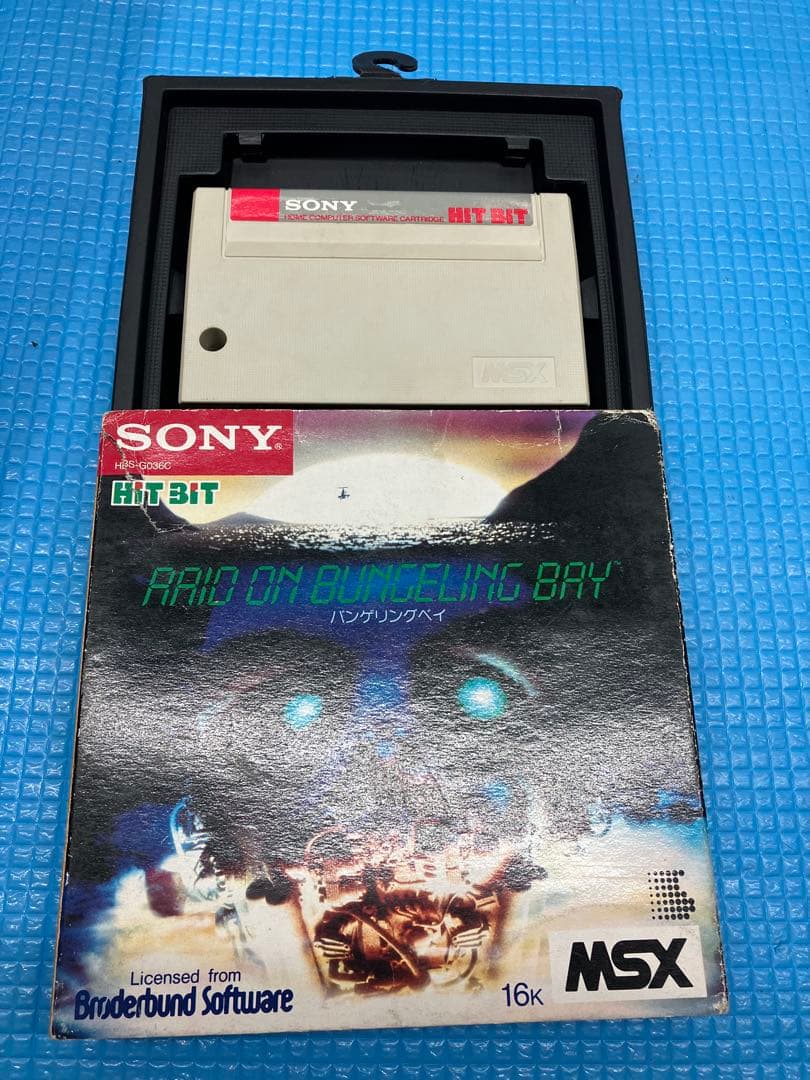 SONY
HOME COMPUTER SOFTWARE CARTRIDGE HIT BIT
MSX
SONY®
HBS-G036C
HIT BIT
RAID ON BUNGELING BAY™
バンゲリングベイ
Licensed from
Brøderbund Software
16K
MSX